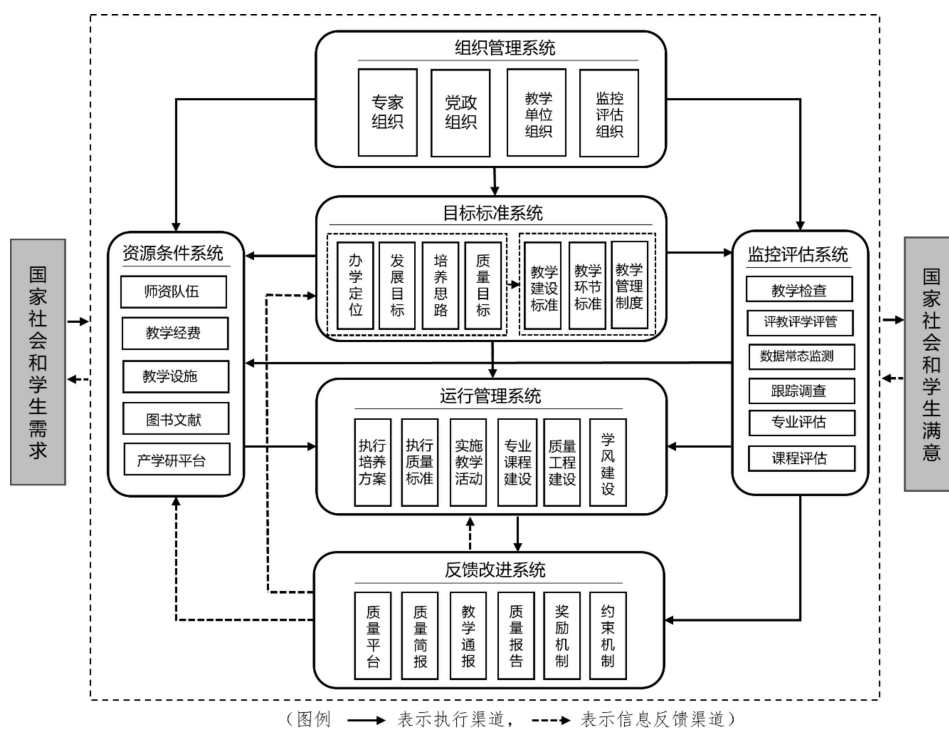 组织管理系统
专家
组织
党政
组织
教学
单位
组织
监控
评估
组织
目标标准系统
办学定位
发展目标
培养思路
质量目标
教学
建设
标准
教学
环节
标准
教学
管理
制度
国家社会和学生需求
资源条件系统
师资队伍
教学经费
教学设施
图书文献
产学研平台
监控评估系统
教学检查
评教评学评管
数据常态监测
跟踪调查
专业评估
课程评估
国家社会和学生满意
运行管理系统
执行
培养
方案
执行
质量
标准
实施
教学
活动
专业
课程
建设
质量
工程
建设
学风建设
反馈改进系统
质量平台
质量简报
教学通报
质量报告
奖励机制
约束机制
（图例 表示执行渠道， 表示信息反馈渠道）